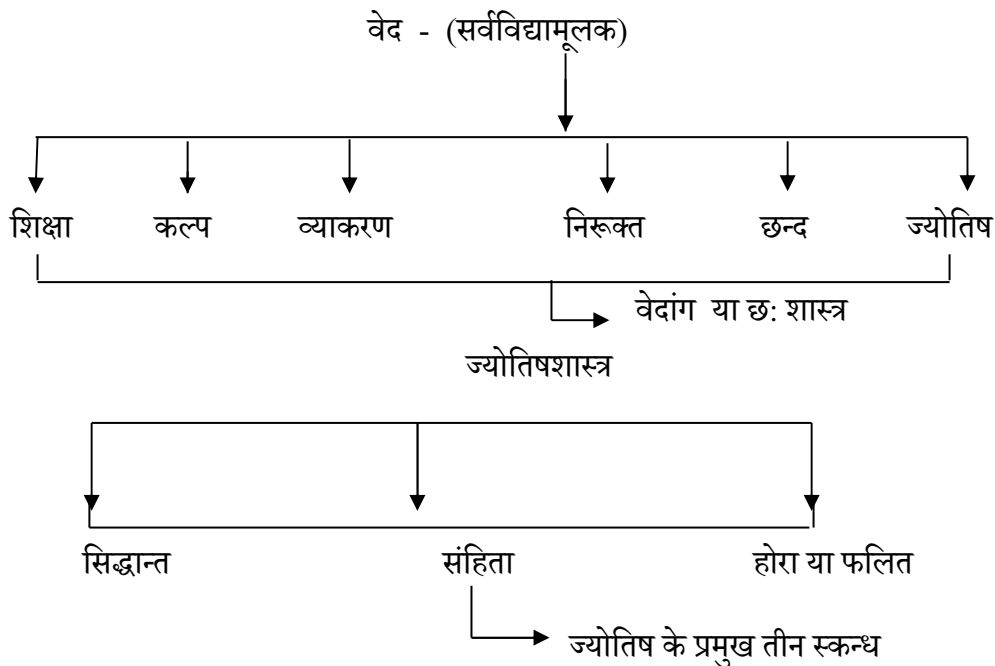 वेद - (सर्वविद्यामूलक)
शिक्षा कल्प व्याकरण निरूक्त छन्द ज्योतिष
वेदांग या छ: शास्त्र
ज्योतिषशास्त्र
सिद्धान्त संहिता होरा या फलित
ज्योतिष के प्रमुख तीन स्कन्ध